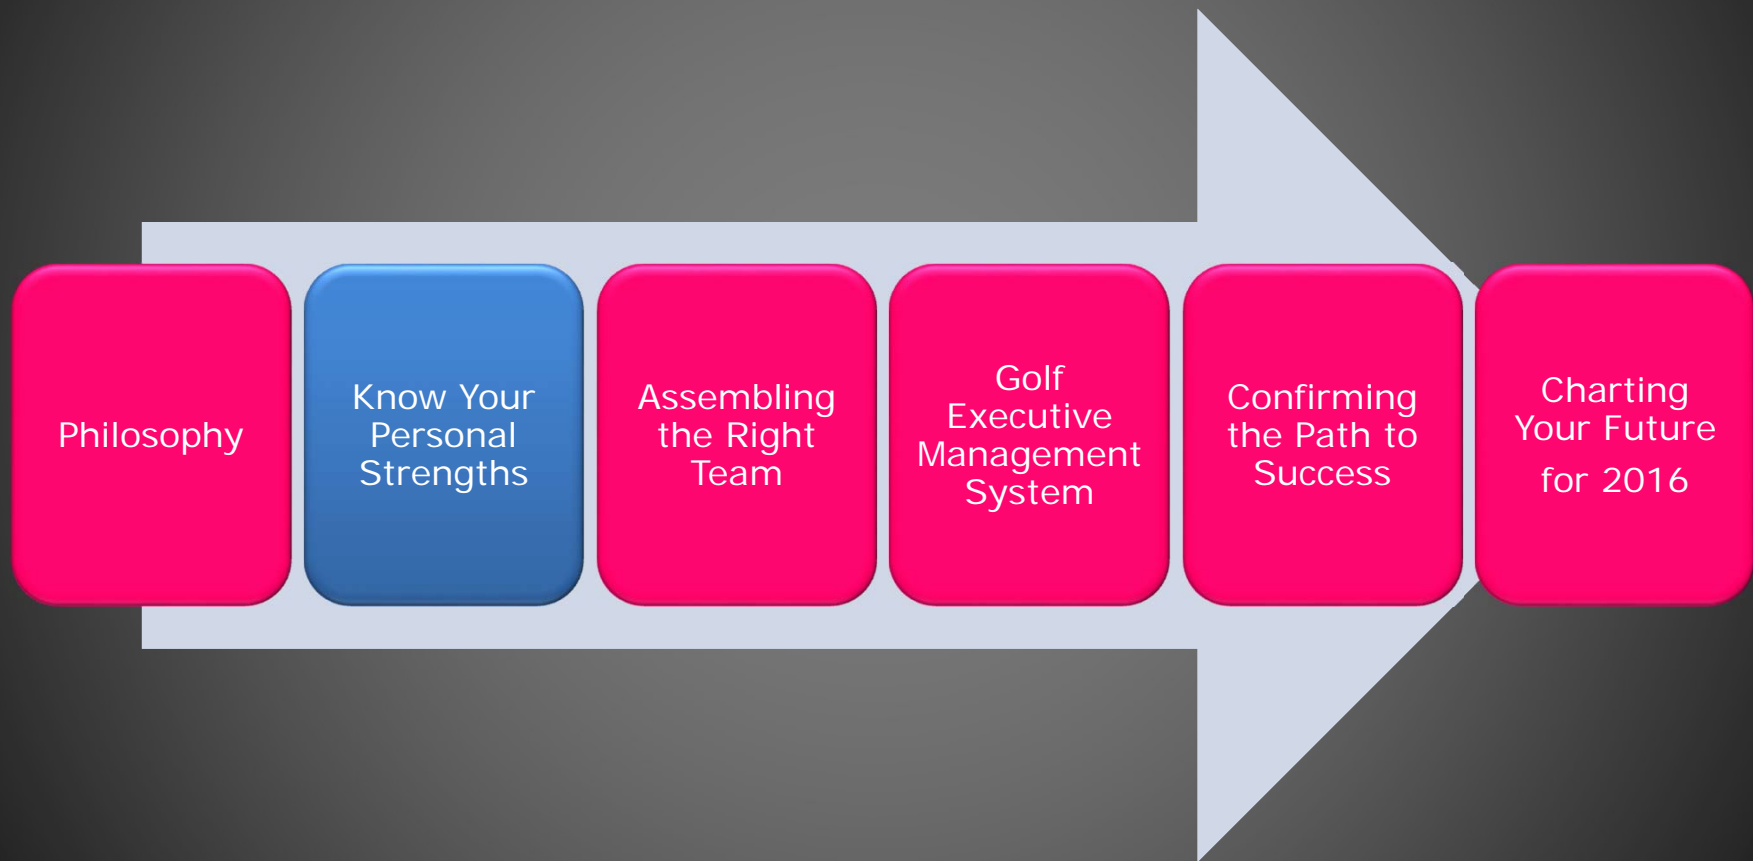 Philosophy
Know Your
Personal
Strengths
Assembling
the Right
Team
Golf
Executive
Management
System
Confirming
the Path to
Success
Charting
Your Future
for 2016